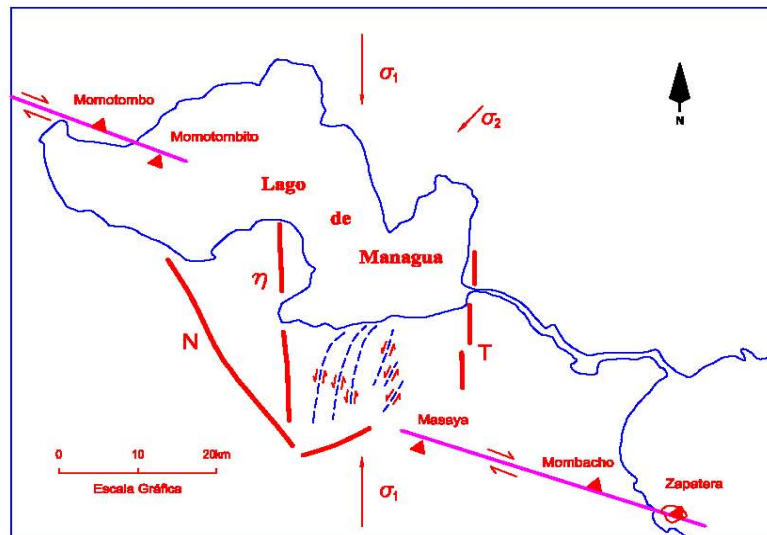 σ1
Momotombo
N
σ2
Momotombito
Lago
de
Managua
η
N
T
Masaya
0 10 20km
Mombacho
Zapatera
Escala Gráfica
σ1